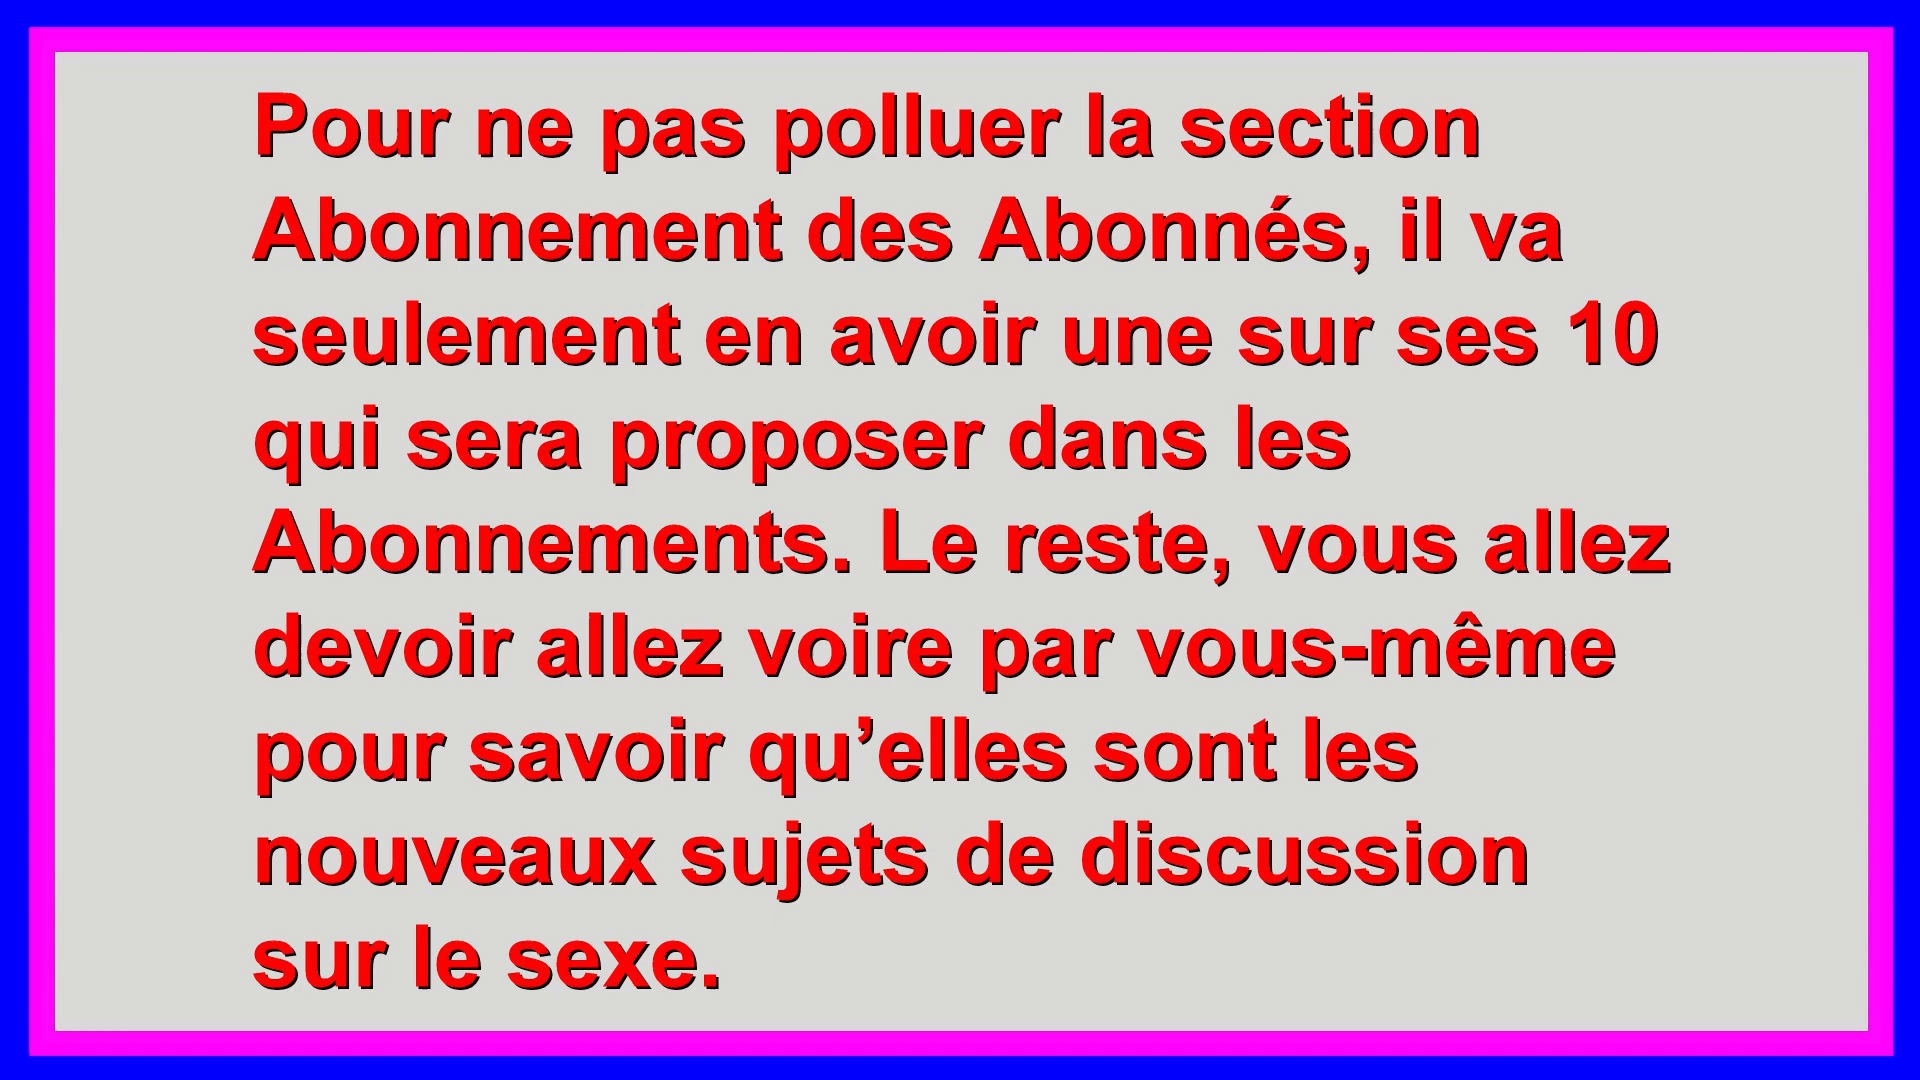 Pour ne pas polluer la section
Abonnement des Abonnés, il va
seulement en avoir une sur ses 10
qui sera proposer dans les
Abonnements. Le reste, vous allez
devoir allez voire par vous-même
pour savoir qu’elles sont les
nouveaux sujets de discussion
sur le sexe.